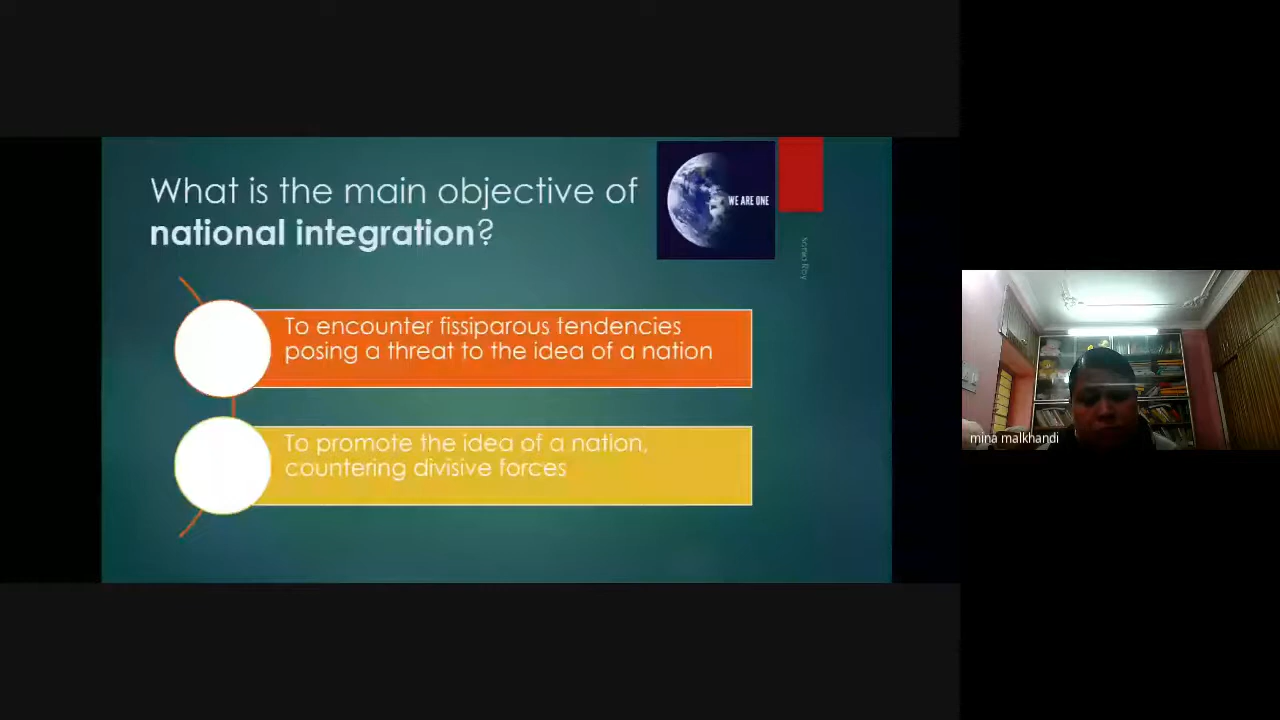 What is the main objective of
national integration?
WE ARE ONE
To encounter fissiparous tendencies
posing a threat to the idea of a nation
To promote the idea of a nation,
countering divisive forces
mina malkhandi